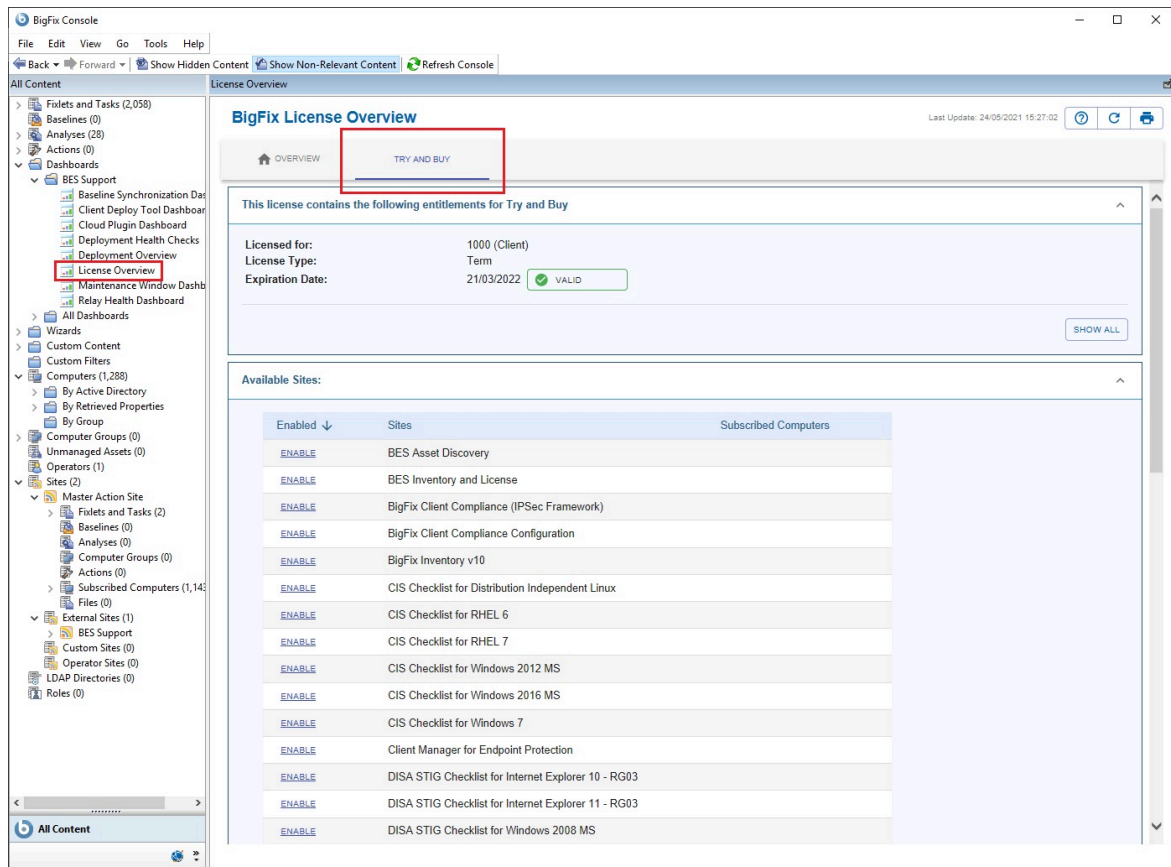 BigFix Console
File Edit View Go Tools Help
Back Forward Show Hidden Content Show Non-Relevant Content Refresh Console
All Content
Fixlets and Tasks (2,058)
Baselines (0)
Analyses (28)
Actions (0)
Dashboards
BES Support
Baseline Synchronization Das
Client Deploy Tool Dashboar
Cloud Plugin Dashboard
Deployment Health Checks
Deployment Overview
License Overview
Maintenance Window Dashb
Relay Health Dashboard
All Dashboards
Wizards
Custom Content
Custom Filters
Computers (1,288)
By Active Directory
By Retrieved Properties
By Group
Computer Groups (0)
Unmanaged Assets (0)
Operators (1)
Sites (2)
Master Action Site
Fixlets and Tasks (2)
Baselines (0)
Analyses (0)
Computer Groups (0)
Actions (0)
Subscribed Computers (1,143
Files (0)
External Sites (1)
BES Support
Custom Sites (0)
Operator Sites (0)
LDAP Directories (0)
Roles (0)
All Content
License Overview
BigFix License Overview
Last Update: 24/05/2021 15:27:02
OVERVIEW TRY AND BUY
This license contains the following entitlements for Try and Buy
Licensed for: 1000 (Client)
License Type: Term
Expiration Date: 21/03/2022 VALID
SHOW ALL
Available Sites:
Enabled Sites Subscribed Computers
ENABLE BES Asset Discovery
ENABLE BES Inventory and License
ENABLE BigFix Client Compliance (IPSec Framework)
ENABLE BigFix Client Compliance Configuration
ENABLE BigFix Inventory v10
ENABLE CIS Checklist for Distribution Independent Linux
ENABLE CIS Checklist for RHEL 6
ENABLE CIS Checklist for RHEL 7
ENABLE CIS Checklist for Windows 2012 MS
ENABLE CIS Checklist for Windows 2016 MS
ENABLE CIS Checklist for Windows 7
ENABLE Client Manager for Endpoint Protection
ENABLE DISA STIG Checklist for Internet Explorer 10 - RG03
ENABLE DISA STIG Checklist for Internet Explorer 11 - RG03
ENABLE DISA STIG Checklist for Windows 2008 MS